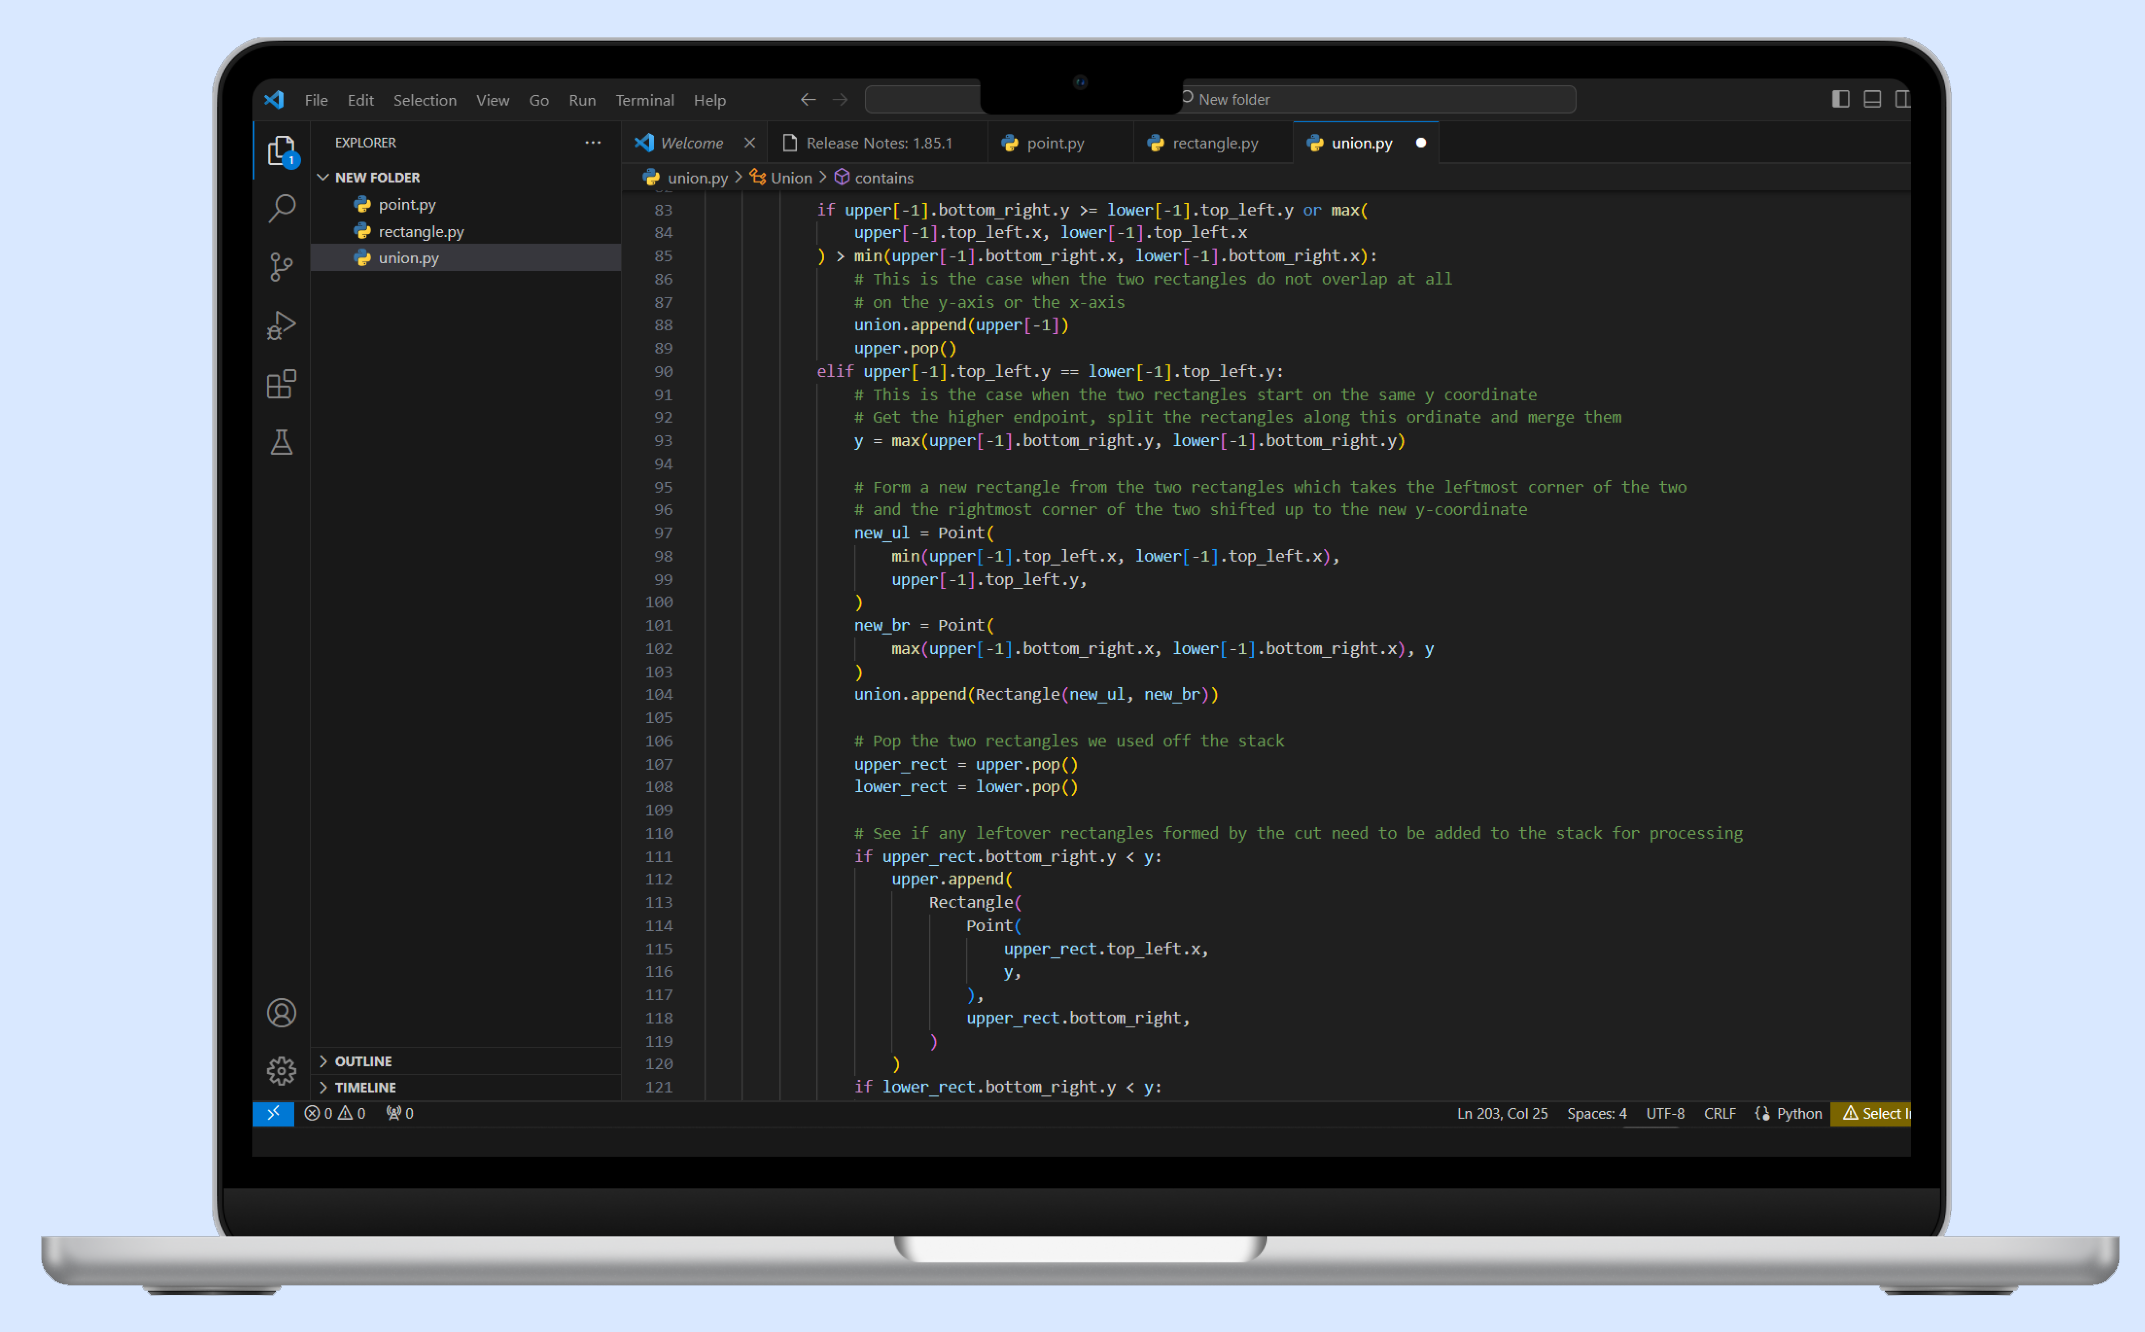 File Edit Selection View Go Run Terminal Help
New folder
EXPLORER
Welcome
Release Notes: 1.85.1
point.py
rectangle.py
union.py
NEW FOLDER
point.py
rectangle.py
union.py
union.py > Union > contains
83 if upper[-1].bottom_right.y >= lower[-1].top_left.y or max(
84 upper[-1].top_left.x, lower[-1].top_left.x
85 ) > min(upper[-1].bottom_right.x, lower[-1].bottom_right.x):
86 # This is the case when the two rectangles do not overlap at all
87 # on the y-axis or the x-axis
88 union.append(upper[-1])
89 upper.pop()
90 elif upper[-1].top_left.y == lower[-1].top_left.y:
91 # This is the case when the two rectangles start on the same y coordinate
92 # Get the higher endpoint, split the rectangles along this ordinate and merge them
93 y = max(upper[-1].bottom_right.y, lower[-1].bottom_right.y)
94
95 # Form a new rectangle from the two rectangles which takes the leftmost corner of the two
96 # and the rightmost corner of the two shifted up to the new y-coordinate
97 new_ul = Point(
98 min(upper[-1].top_left.x, lower[-1].top_left.x),
99 upper[-1].top_left.y,
100 )
101 new_br = Point(
102 max(upper[-1].bottom_right.x, lower[-1].bottom_right.x), y
103 )
104 union.append(Rectangle(new_ul, new_br))
105
106 # Pop the two rectangles we used off the stack
107 upper_rect = upper.pop()
108 lower_rect = lower.pop()
109
110 # See if any leftover rectangles formed by the cut need to be added to the stack for processing
111 if upper_rect.bottom_right.y < y:
112 upper.append(
113 Rectangle(
114 Point(
115 upper_rect.top_left.x,
116 y,
117 ),
118 upper_rect.bottom_right,
119 )
120 )
121 if lower_rect.bottom_right.y < y:
1
OUTLINE
TIMELINE
0 0 0
Ln 203, Col 25 Spaces: 4 UTF-8 CRLF Python Select